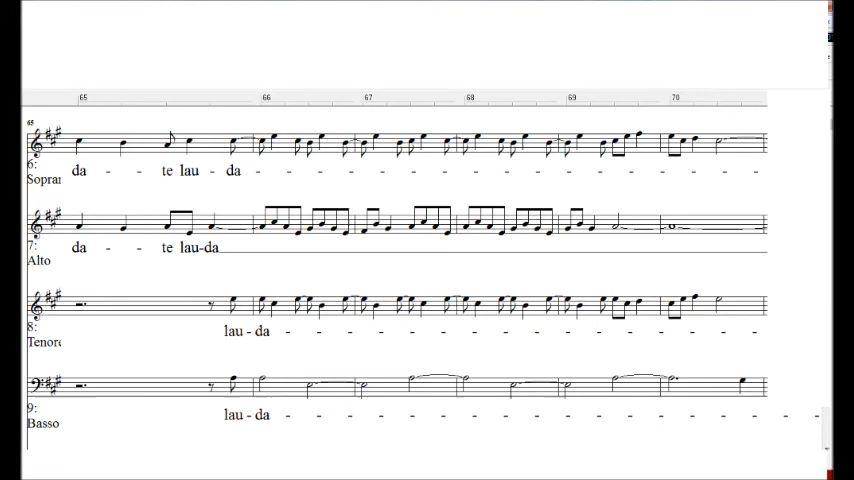 65 66 67 68 69 70
65
6:
da - - te lau - da - - - - - - - - - - - - - - -
Sopran
7:
da - - te lau-da
Alto
8:
lau - da - - - - - - - - - - - - - - -
Tenore
9:
lau - da - - - - - - - - - - - - - - - - -
Basso